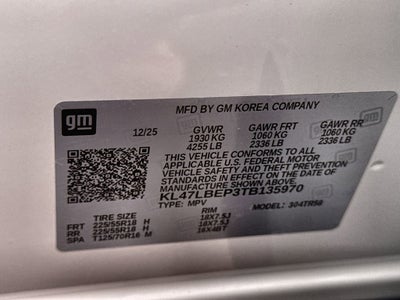 gm
MFD BY GM KOREA COMPANY
12/25 GVWR GAWR FRT GAWR RR
1930 KG 1060 KG 1060 KG
4255 LB 2336 LB 2336 LB
THIS VEHICLE CONFORMS TO ALL
APPLICABLE U.S. FEDERAL MOTOR
VEHICLE SAFETY AND THEFT PREVENTION
STANDARDS IN EFFECT ON THE DATE OF
MANUFACTURE SHOWN ABOVE.
KL47LBEP3TB135970
TYPE: MPV MODEL: 304TR58
TIRE SIZE RIM
FRT 225/55R18 H 18X7.5J
RR 225/55R18 H 18X7.5J
SPA T125/70R16 M 16X4BT